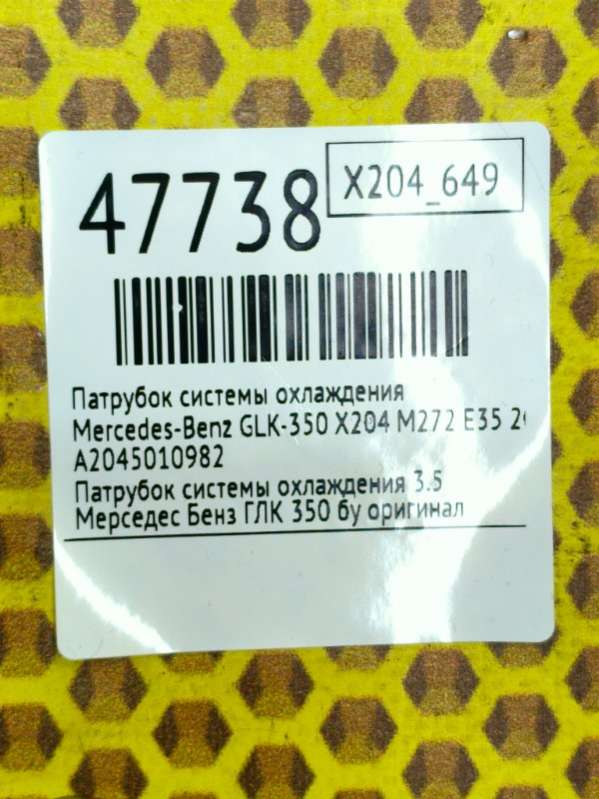 47738
X204_649
Патрубок системы охлаждения
Mercedes-Benz GLK-350 X204 M272 E35
A2045010982
Патрубок системы охлаждения 3.5
Мерседес Бенз ГЛК 350 бу оригинал